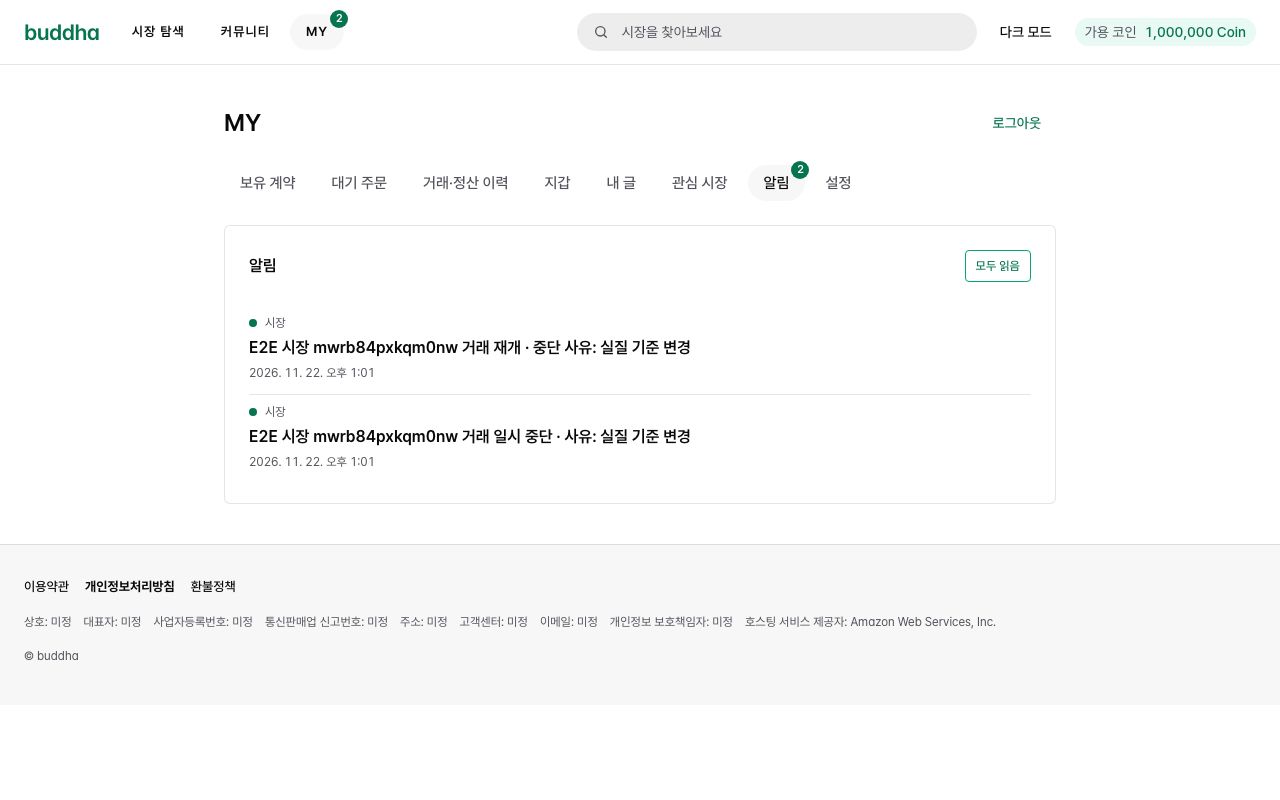 buddha 시장 탐색 커뮤니티 MY 2 시장을 찾아보세요 다크 모드 가용 코인 1,000,000 Coin
MY 로그아웃
보유 계약 대기 주문 거래·정산 이력 지갑 내 글 관심 시장 알림 2 설정
알림 모두 읽음
시장
E2E 시장 mwrb84pxkqm0nw 거래 재개 · 중단 사유: 실질 기준 변경
2026. 11. 22. 오후 1:01
시장
E2E 시장 mwrb84pxkqm0nw 거래 일시 중단 · 사유: 실질 기준 변경
2026. 11. 22. 오후 1:01
이용약관 개인정보처리방침 환불정책
상호: 미정 대표자: 미정 사업자등록번호: 미정 통신판매업 신고번호: 미정 주소: 미정 고객센터: 미정 이메일: 미정 개인정보 보호책임자: 미정 호스팅 서비스 제공자: Amazon Web Services, Inc.
© buddha